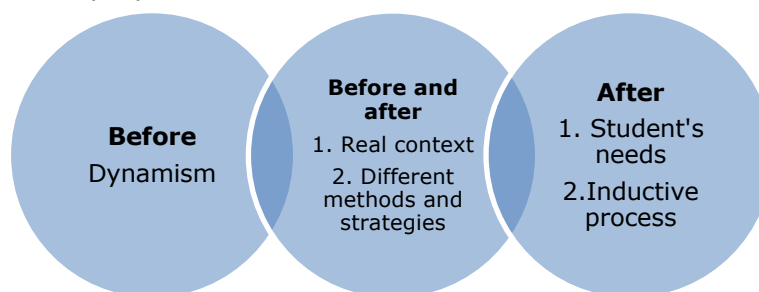 Before
Dynamism
Before and
after
1. Real context
2. Different
methods and
strategies
After
1. Student's
needs
2.Inductive
process